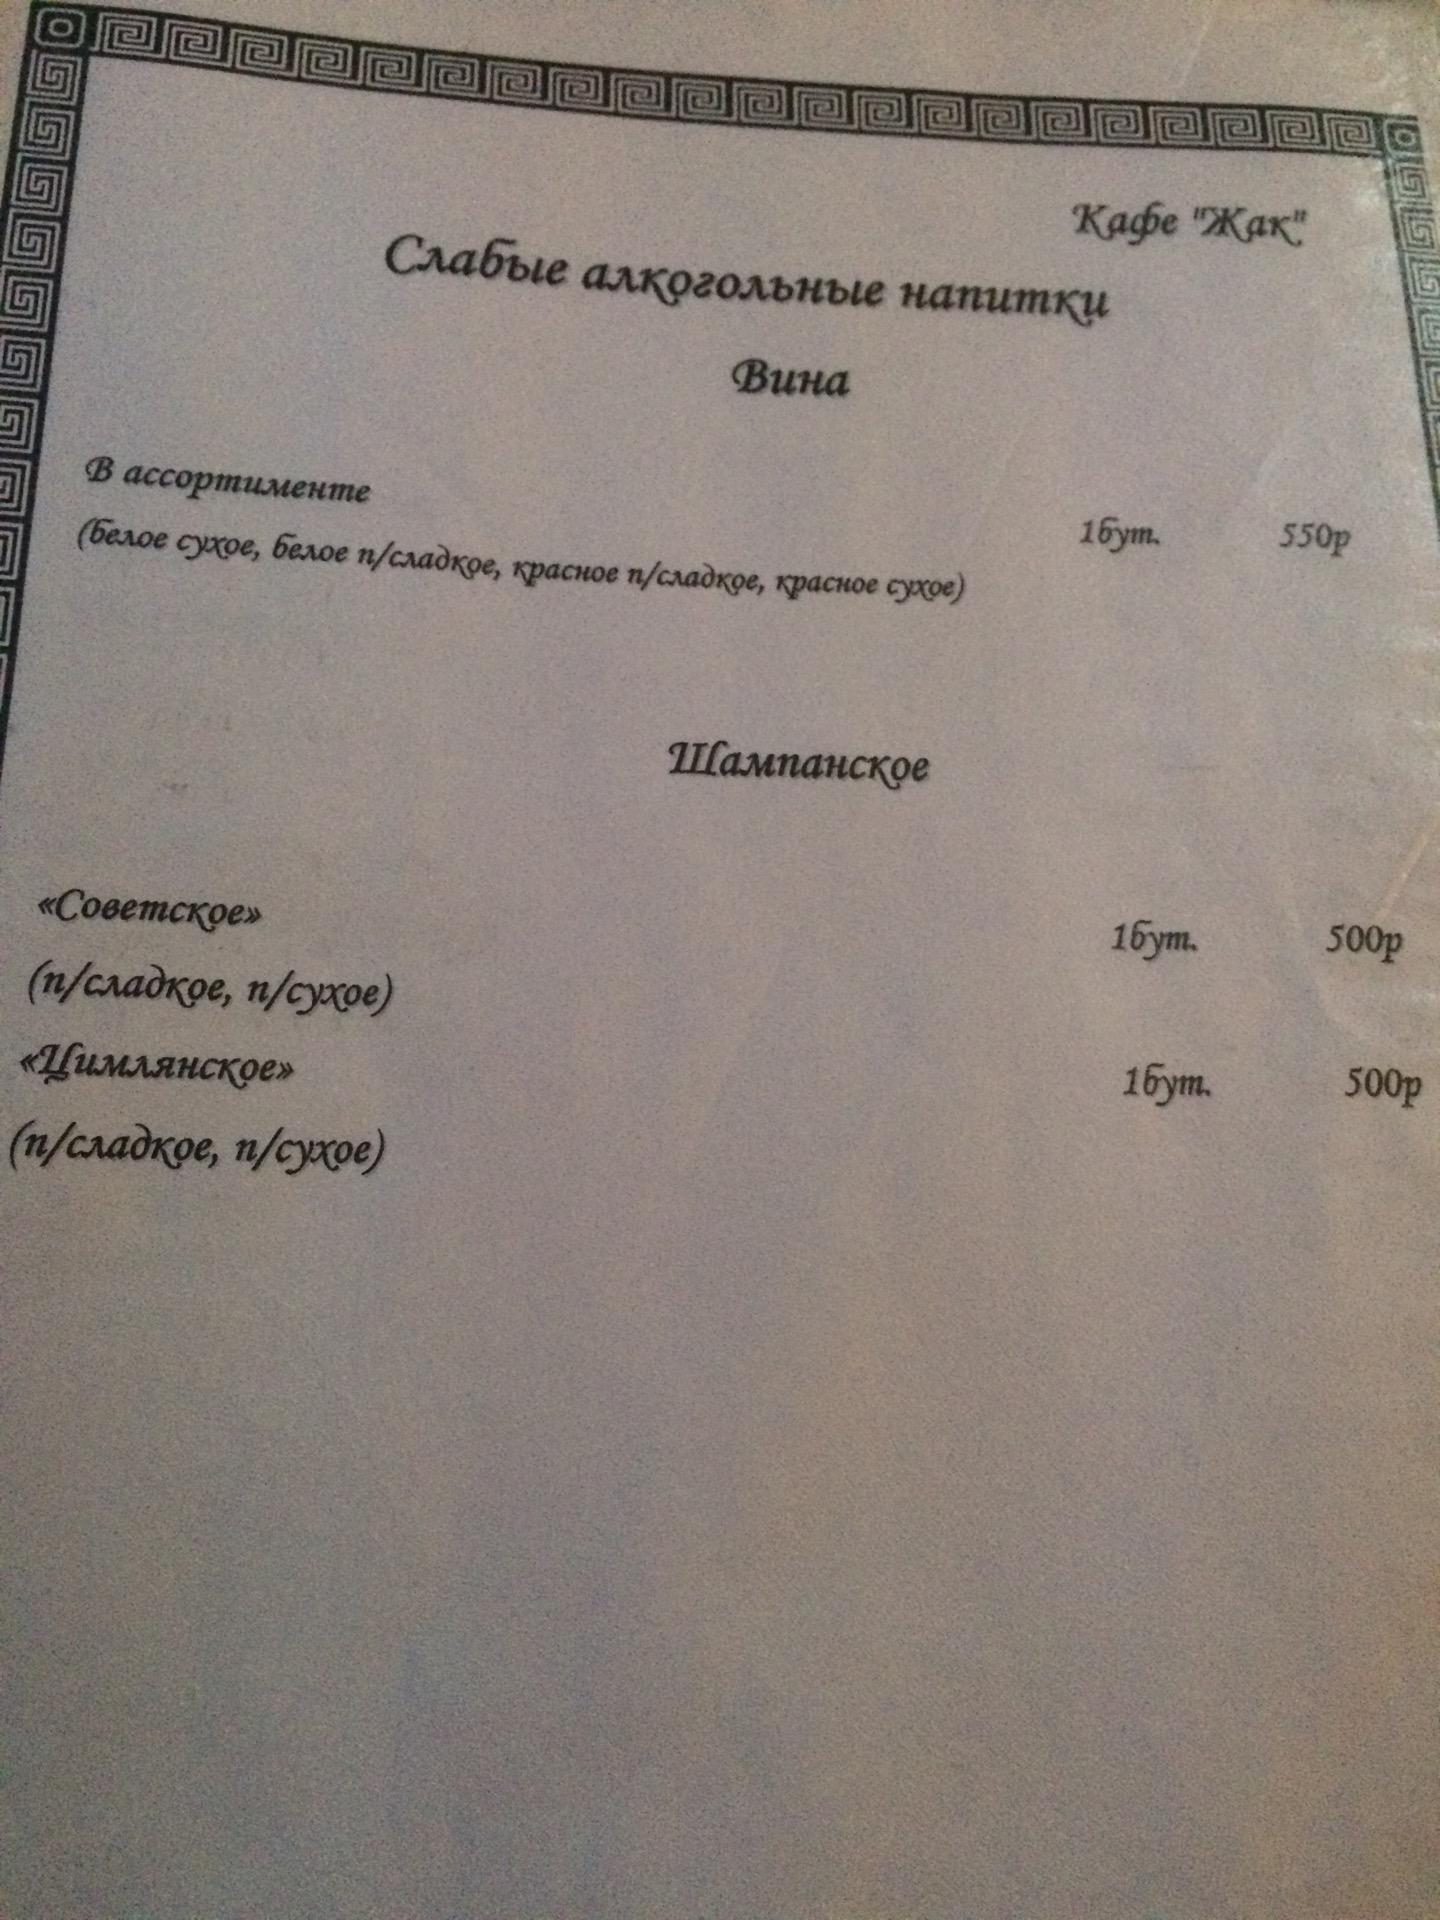 Кафе "Жак"
Слабые алкогольные напитки
Вина
В ассортименте
(белое сухое, белое п/сладкое, красное п/сладкое, красное сухое) 1бут. 550р
Шампанское
«Советское» 1бут. 500р
(п/сладкое, п/сухое)
«Цимлянское» 1бут. 500р
(п/сладкое, п/сухое)